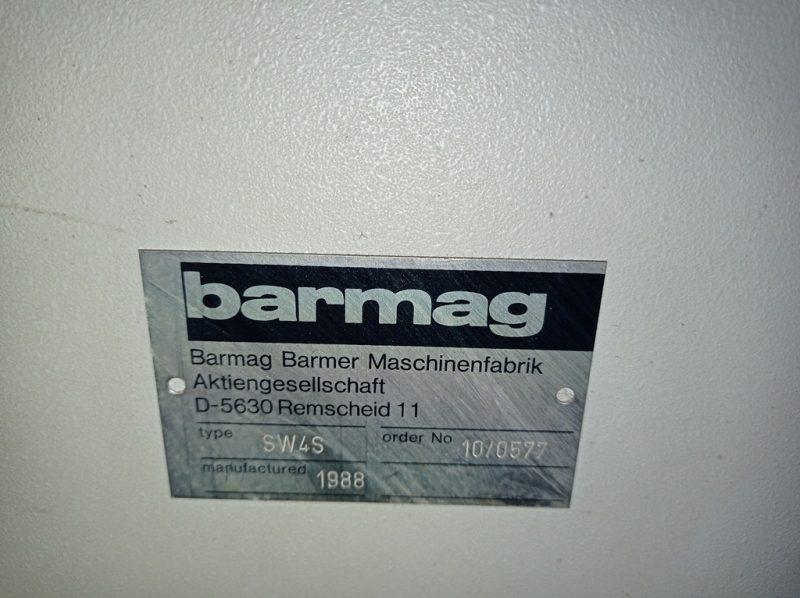 barmag
Barmag Barmer Maschinenfabrik
Aktiengesellschaft
D-5630 Remscheid 11
type SW4S order No 10/0577
manufactured 1988